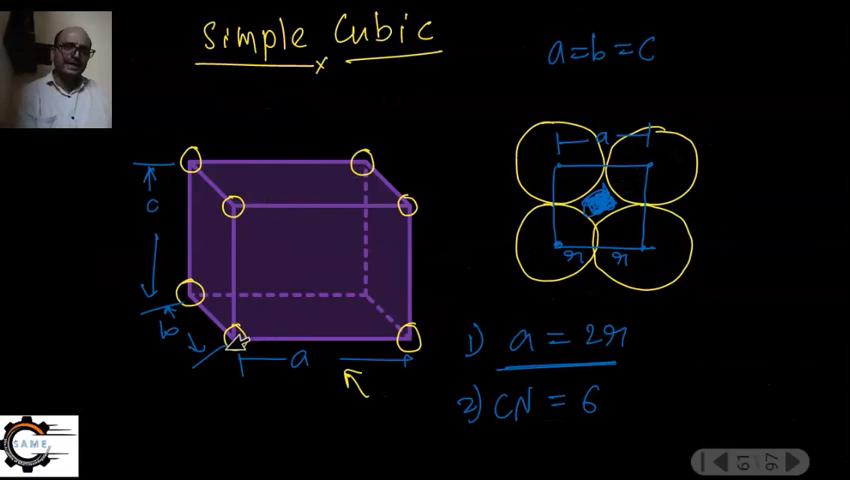 Simple Cubic
a=b=c
a
c
b
a
r r
1) a = 2r
2) CN = 6
SAME
61 97